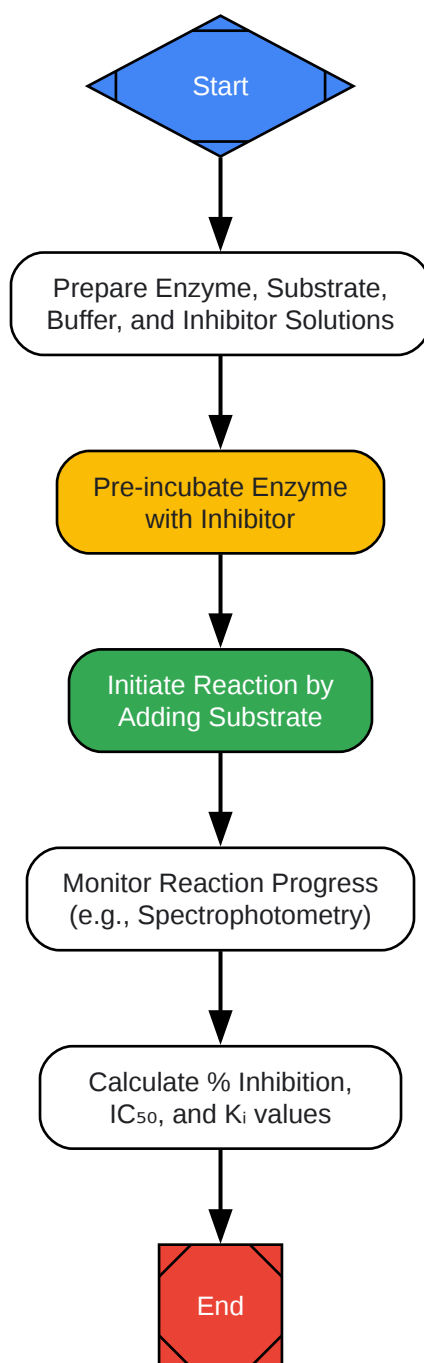 Start
Prepare Enzyme, Substrate,
Buffer, and Inhibitor Solutions
Pre-incubate Enzyme
with Inhibitor
Initiate Reaction by
Adding Substrate
Monitor Reaction Progress
(e.g., Spectrophotometry)
Calculate % Inhibition,
IC₅₀, and Kᵢ values
End